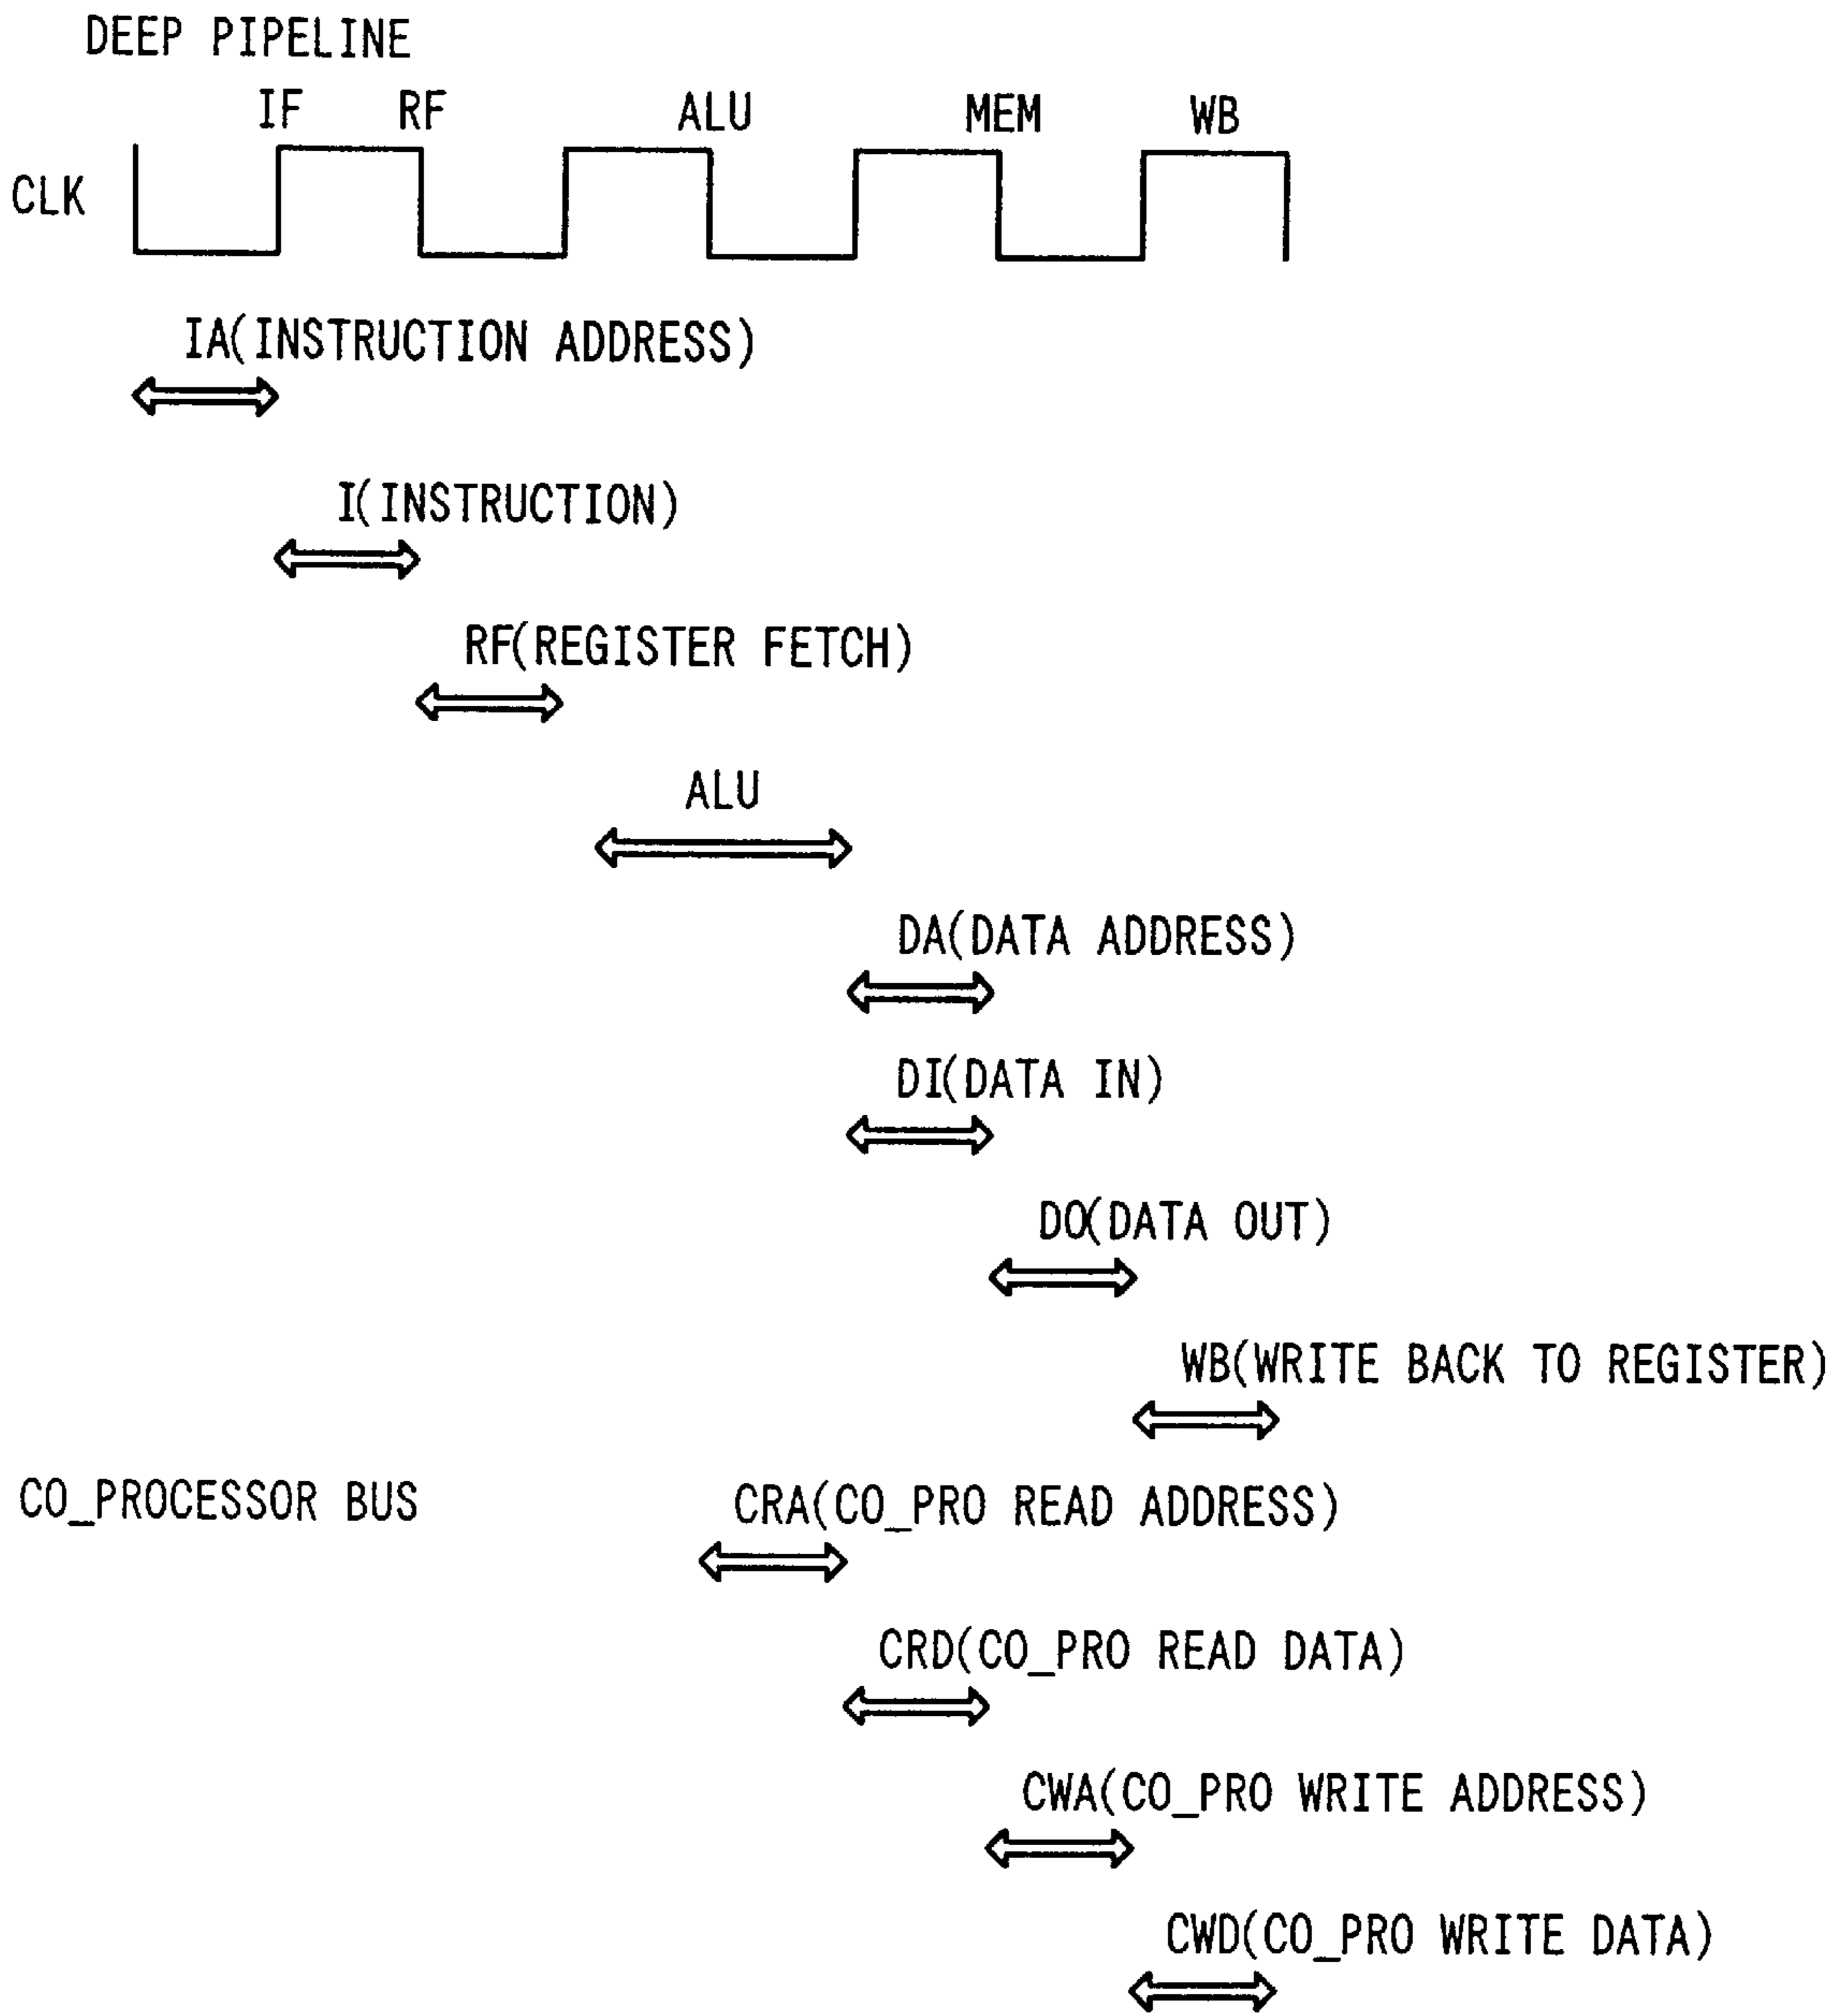 DEEP PIPELINE
IF RF ALU MEM WB
CLK
IA(INSTRUCTION ADDRESS)
I(INSTRUCTION)
RF(REGISTER FETCH)
ALU
DA(DATA ADDRESS)
DI(DATA IN)
DO(DATA OUT)
WB(WRITE BACK TO REGISTER)
CO_PROCESSOR BUS CRA(CO_PRO READ ADDRESS)
CRD(CO_PRO READ DATA)
CWA(CO_PRO WRITE ADDRESS)
CWD(CO_PRO WRITE DATA)